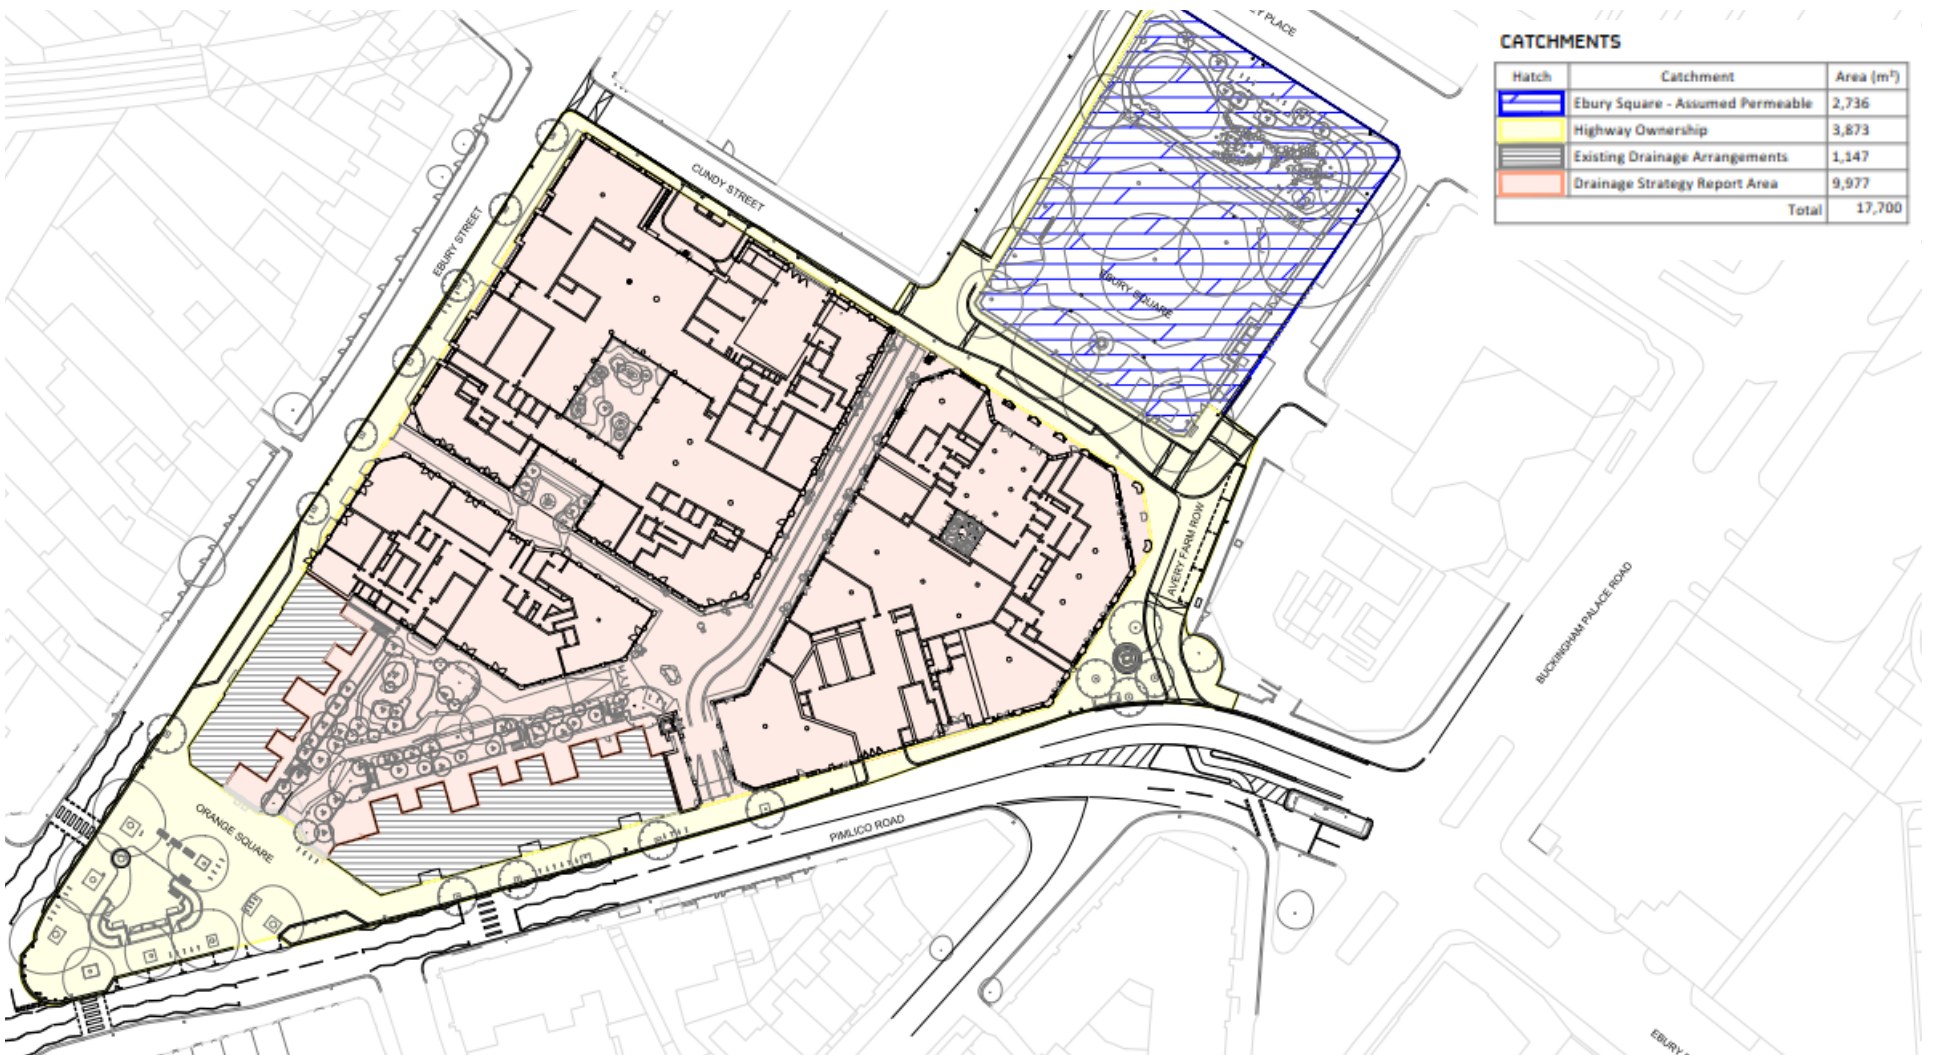 CATCHMENTS
Hatch Catchment Area (m²)
Ebury Square - Assumed Permeable 2,736
Highway Ownership 3,873
Existing Drainage Arrangements 1,147
Drainage Strategy Report Area 9,977
Total 17,700
PLACE
CUNDY STREET
EBURY STREET
EBURY SQUARE
AVERY FARM ROW
BUCKINGHAM PALACE ROAD
ORANGE SQUARE
PIMLICO ROAD
EBURY